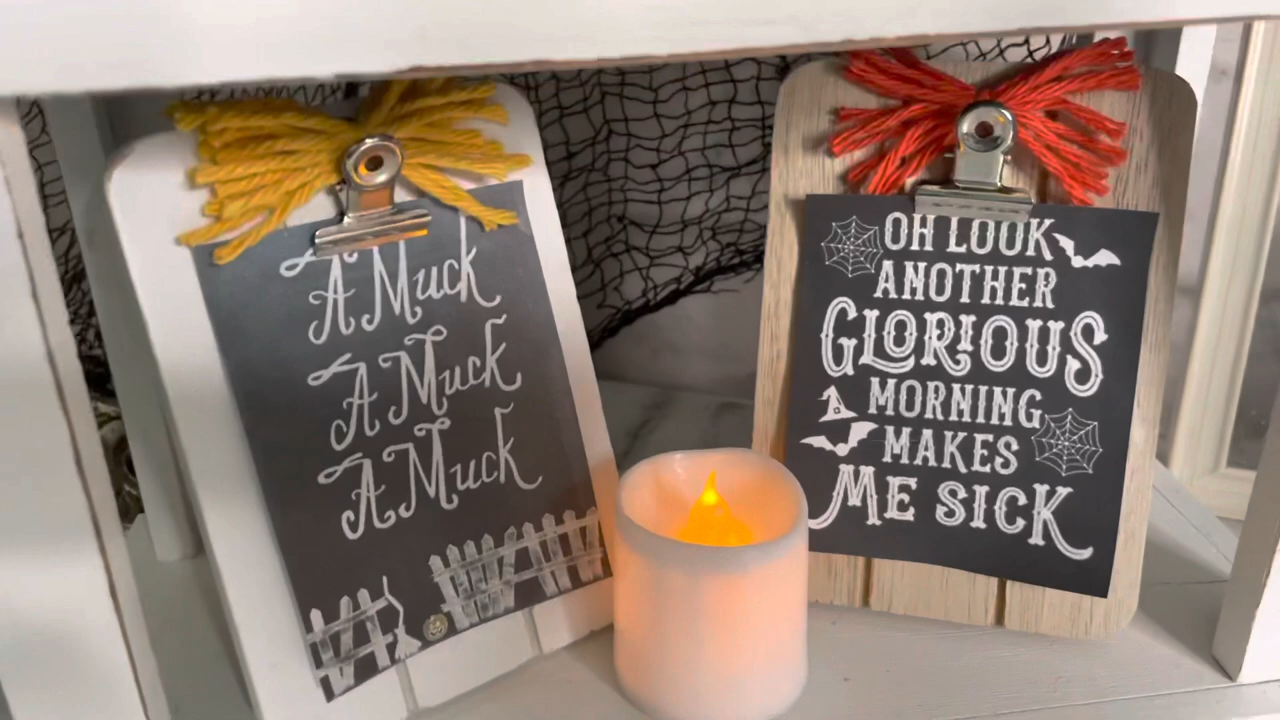 A Muck
A Muck
A Muck
OH LOOK
ANOTHER
GLORIOUS
MORNING
MAKES
ME SICK